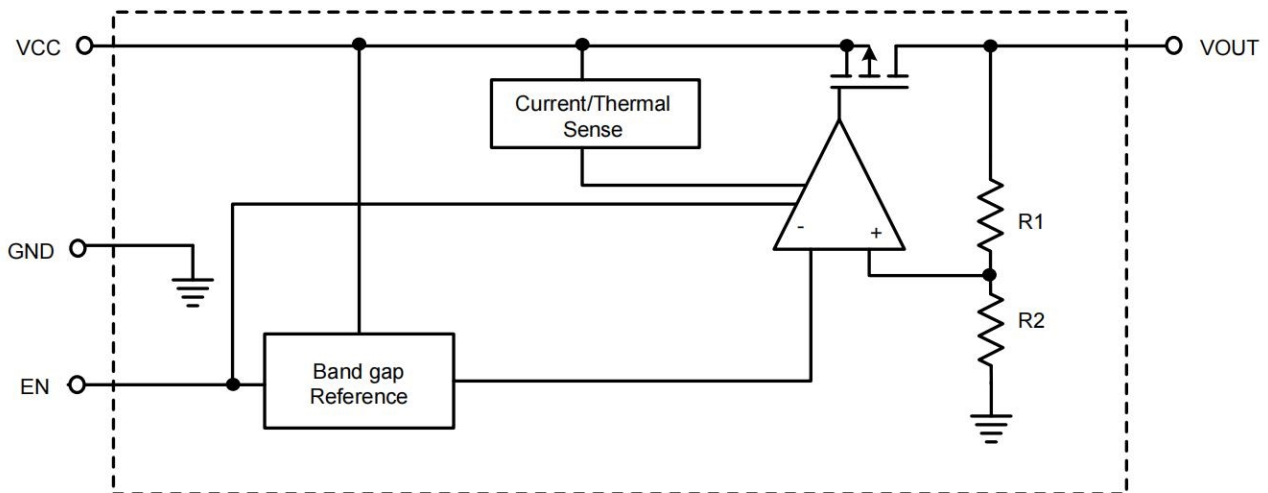 VCC
VOUT
Current/Thermal
Sense
GND
-
+
R1
R2
EN
Band gap
Reference